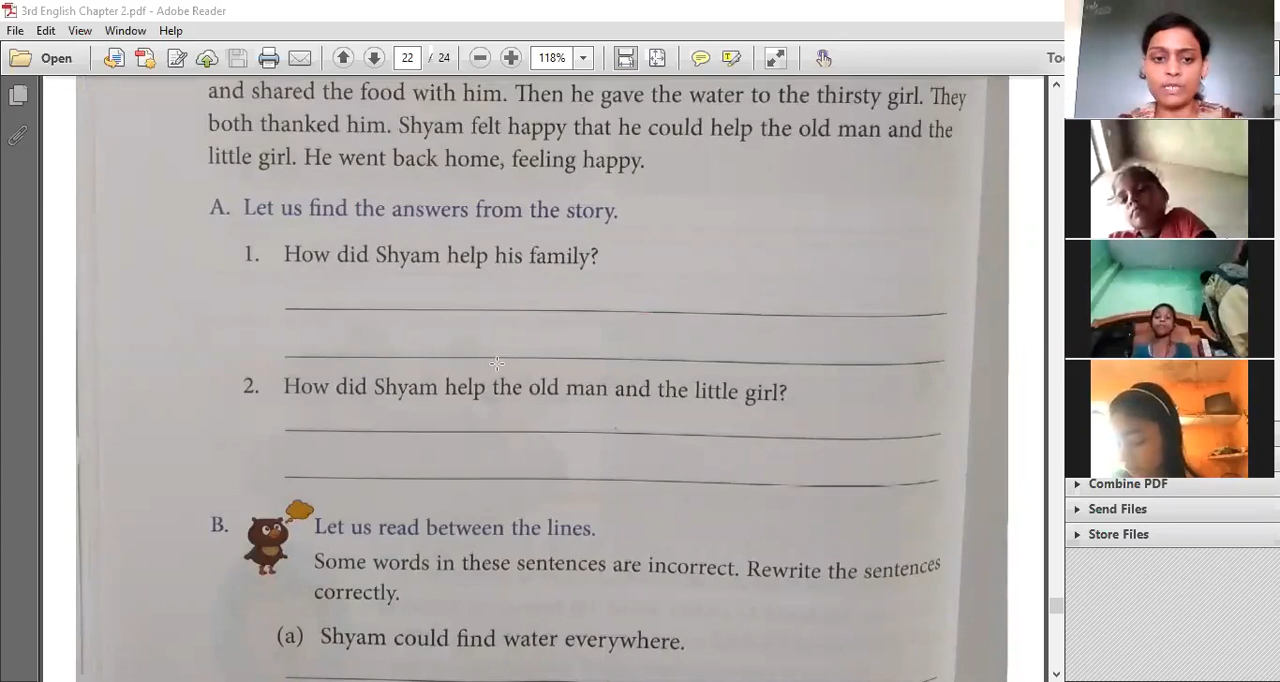 3rd English Chapter 2.pdf - Adobe Reader
File Edit View Window Help
Open 22 / 24 118%
and shared the food with him. Then he gave the water to the thirsty girl. They
both thanked him. Shyam felt happy that he could help the old man and the
little girl. He went back home, feeling happy.
A. Let us find the answers from the story.
1. How did Shyam help his family?
2. How did Shyam help the old man and the little girl?
B. Let us read between the lines.
Some words in these sentences are incorrect. Rewrite the sentences
correctly.
(a) Shyam could find water everywhere.
Combine PDF
Send Files
Store Files